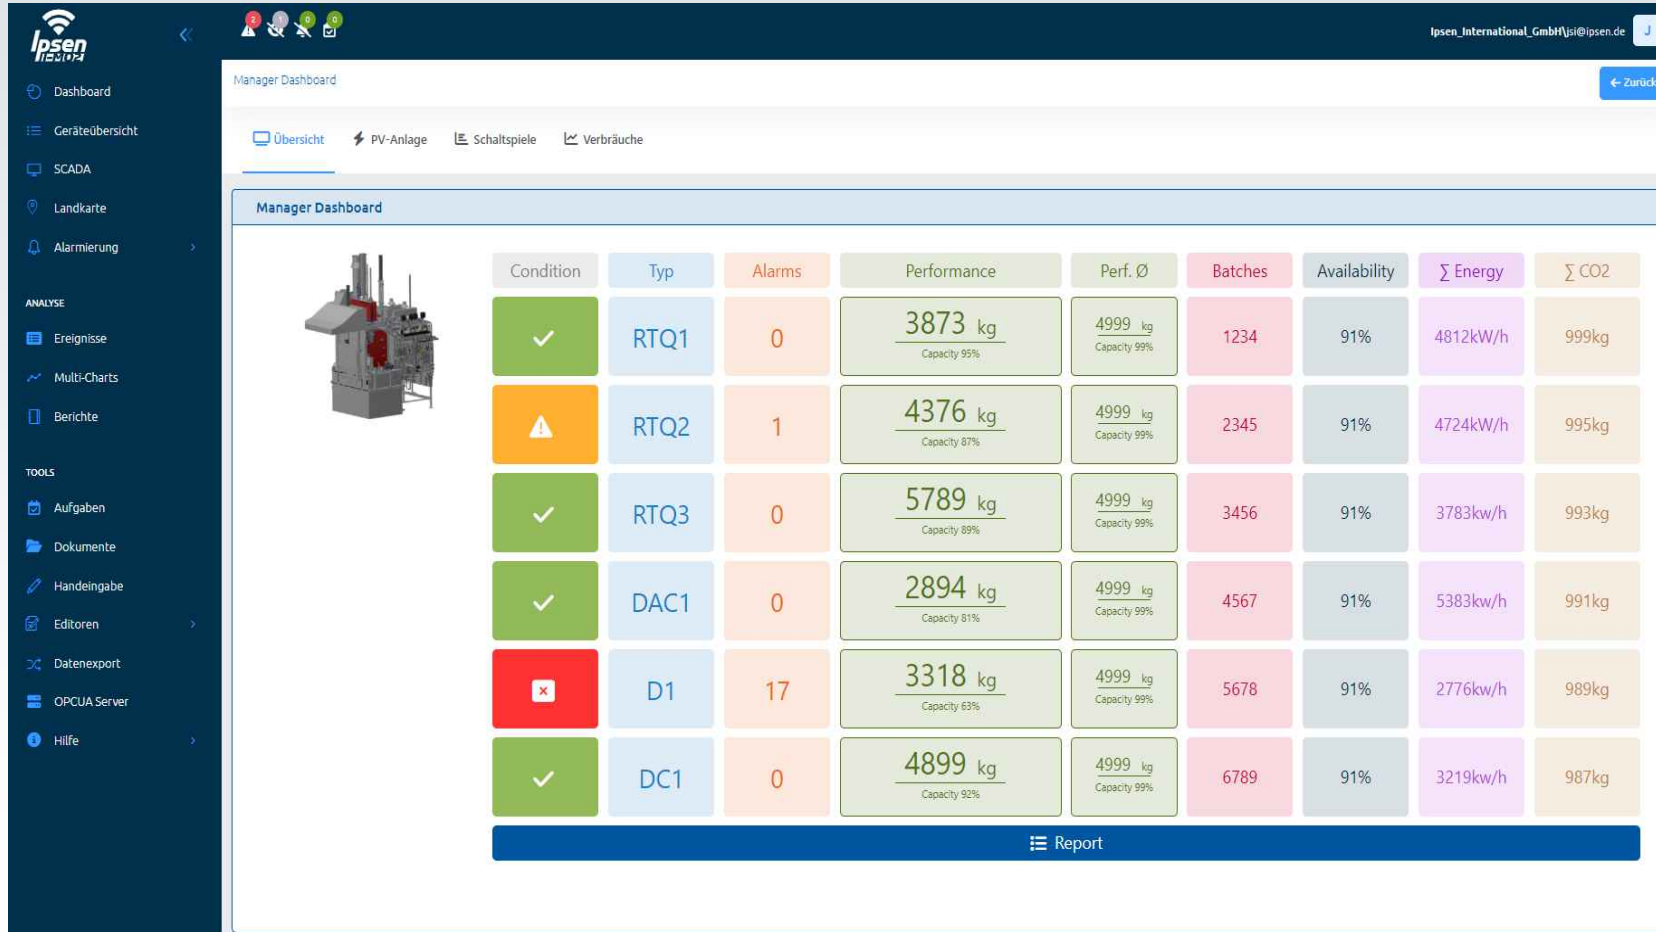 Ipsen
2
1
0
0
Ipsen_International_GmbH\jsi@ipsen.de
J
Manager Dashboard
← Zurück
Dashboard
Geräteübersicht
SCADA
Landkarte
Alarmierung
ANALYSE
Ereignisse
Multi-Charts
Berichte
TOOLS
Aufgaben
Dokumente
Handeingabe
Editoren
Datenexport
OPCUA Server
Hilfe
Übersicht PV-Anlage Schaltspiele Verbräuche
Manager Dashboard
Condition Typ Alarms Performance Perf. Ø Batches Availability ∑ Energy ∑ CO2
RTQ1 0 3873 kg 4999 kg 1234 91% 4812kW/h 999kg
Capacity 95% Capacity 99%
RTQ2 1 4376 kg 4999 kg 2345 91% 4724kW/h 995kg
Capacity 87% Capacity 99%
RTQ3 0 5789 kg 4999 kg 3456 91% 3783kw/h 993kg
Capacity 89% Capacity 99%
DAC1 0 2894 kg 4999 kg 4567 91% 5383kw/h 991kg
Capacity 81% Capacity 99%
D1 17 3318 kg 4999 kg 5678 91% 2776kw/h 989kg
Capacity 63% Capacity 99%
DC1 0 4899 kg 4999 kg 6789 91% 3219kw/h 987kg
Capacity 92% Capacity 99%
Report